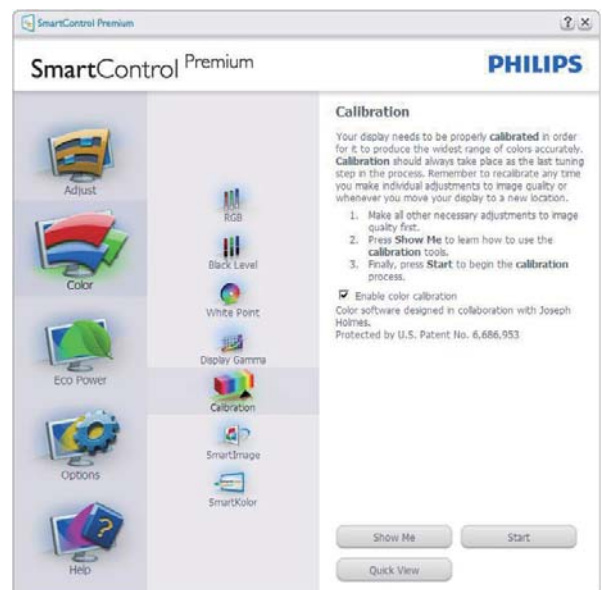 SmartControl Premium
SmartControl Premium
PHILIPS
Adjust
Color
Eco Power
Options
Help
RGB
Black Level
White Point
Display Gamma
Calibration
SmartImage
SmartKolor
Calibration
Your display needs to be properly calibrated in order
for it to produce the widest range of colors accurately.
Calibration should always take place as the last tuning
step in the process. Remember to recalibrate any time
you make individual adjustments to image quality or
whenever you move your display to a new location.
1. Make all other necessary adjustments to image
quality first.
2. Press Show Me to learn how to use the
calibration tools.
3. Finally, press Start to begin the calibration
process.
Enable color calibration
Color software designed in collaboration with Joseph
Holmes.
Protected by U.S. Patent No. 6,686,953
Show Me
Start
Quick View